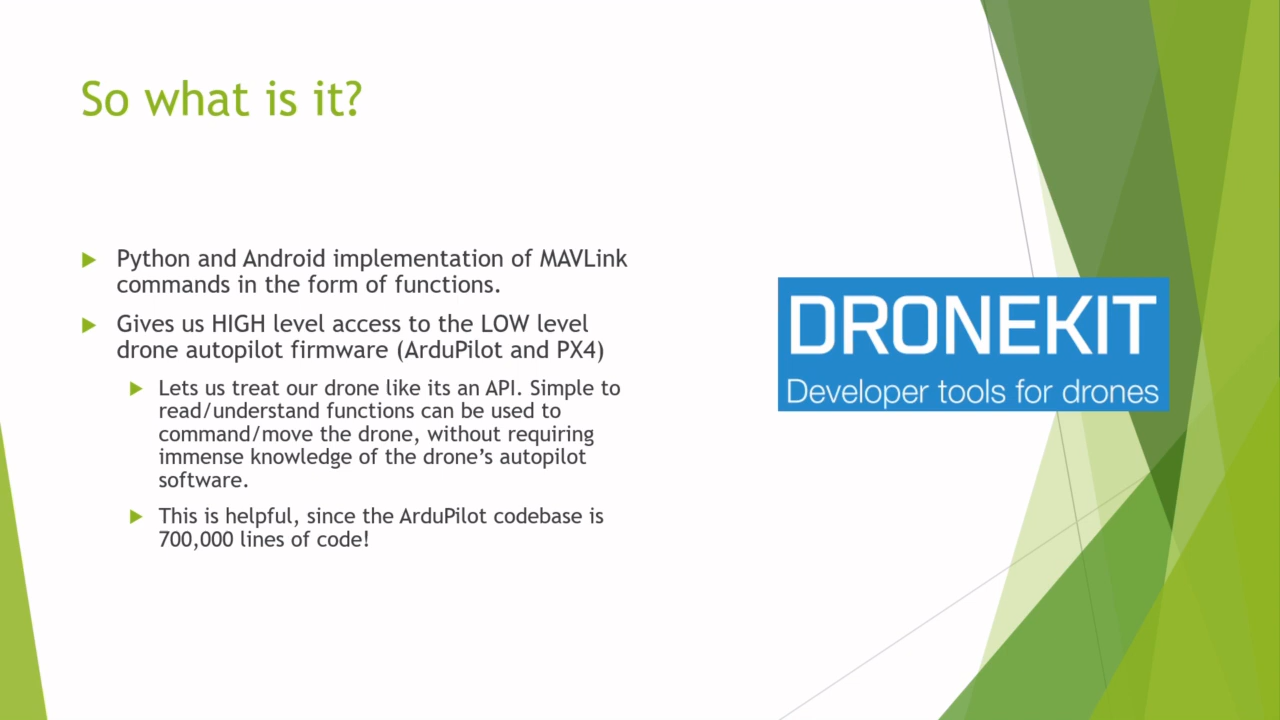 So what is it?
Python and Android implementation of MAVLink
commands in the form of functions.
Gives us HIGH level access to the LOW level
drone autopilot firmware (ArduPilot and PX4)
Lets us treat our drone like its an API. Simple to
read/understand functions can be used to
command/move the drone, without requiring
immense knowledge of the drone’s autopilot
software.
This is helpful, since the ArduPilot codebase is
700,000 lines of code!
DRONEKIT
Developer tools for drones